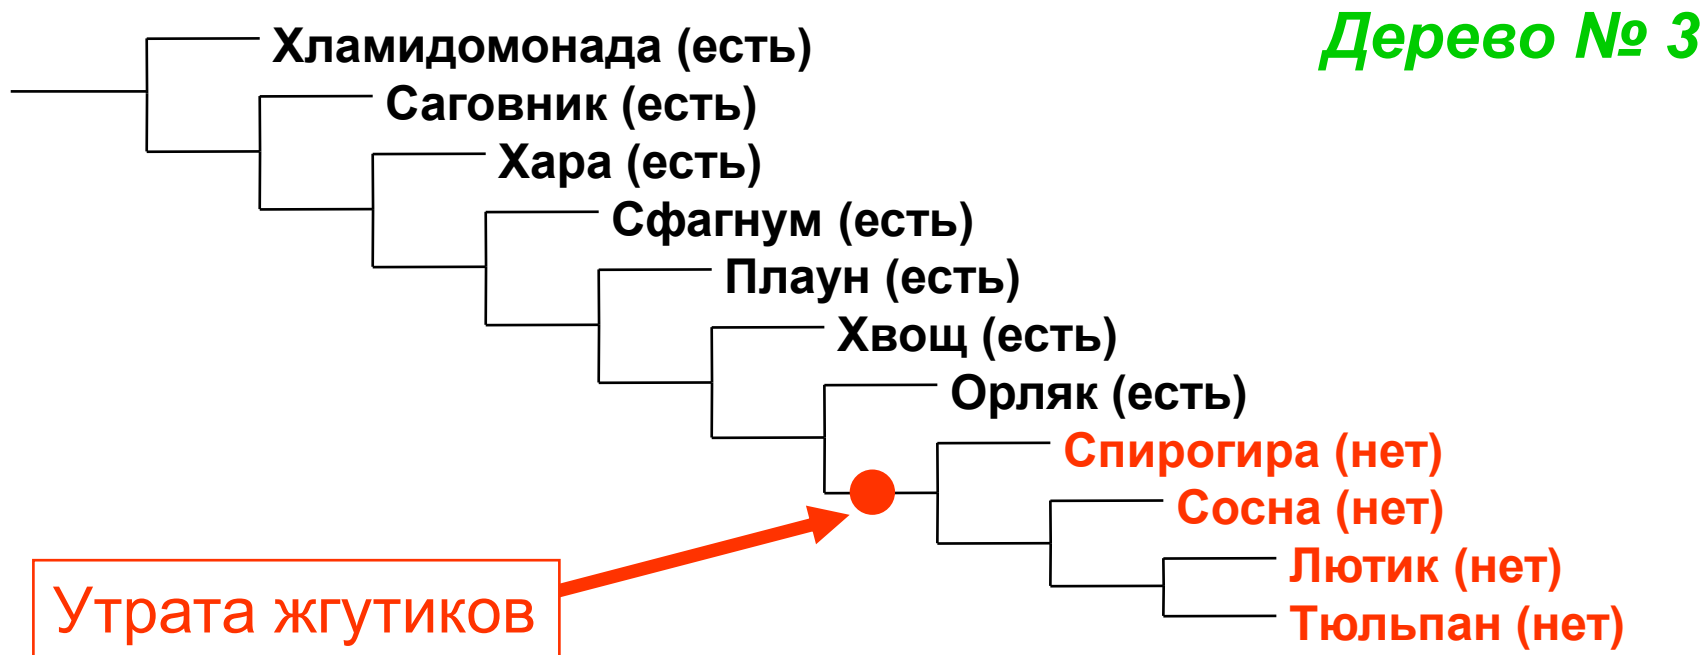 Дерево № 3
Хламидомонада (есть)
Саговник (есть)
Хара (есть)
Сфагнум (есть)
Плаун (есть)
Хвощ (есть)
Орляк (есть)
Спирогира (нет)
Сосна (нет)
Лютик (нет)
Тюльпан (нет)
Утрата жгутиков